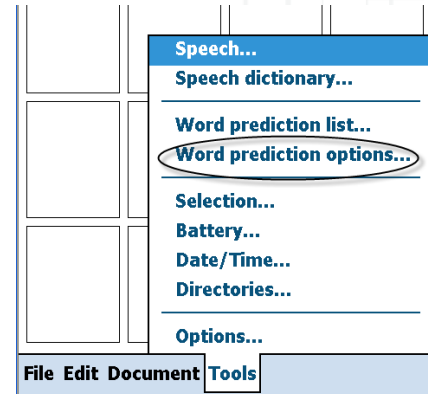 Speech...
Speech dictionary...
Word prediction list...
Word prediction options...
Selection...
Battery...
Date/Time...
Directories...
Options...
File Edit Document Tools